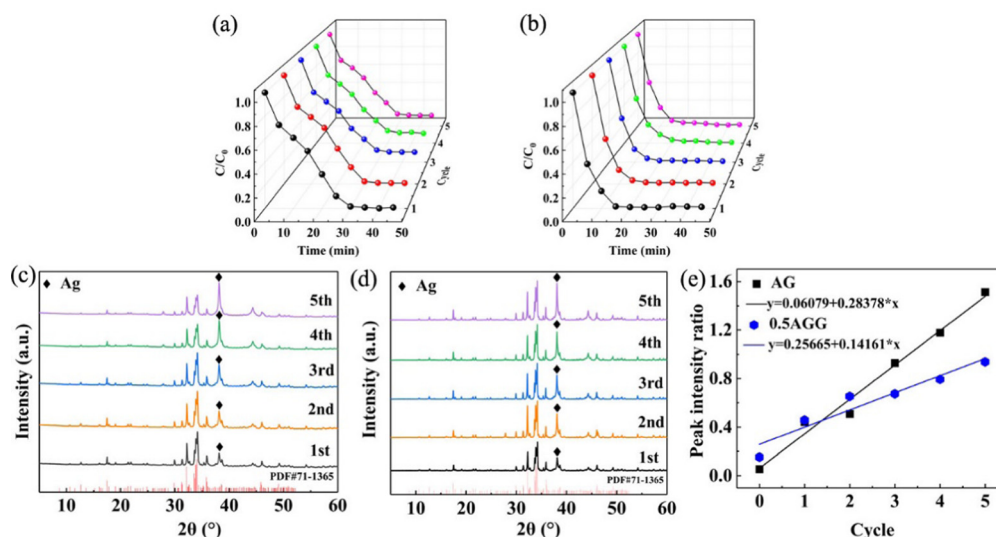 (a)
C/C0
1.0
0.8
0.6
0.4
0.2
0.0
0 10 20 30 40 50
Time (min)
1
2
3
4
5
Cycle
(b)
C/C0
1.0
0.8
0.6
0.4
0.2
0.0
0 10 20 30 40 50
Time (min)
1
2
3
4
5
Cycle
(c)
Ag
5th
4th
3rd
2nd
1st
PDF#71-1365
Intensity (a.u.)
10 20 30 40 50 60
2θ (°)
(d)
Ag
5th
4th
3rd
2nd
1st
PDF#71-1365
Intensity (a.u.)
10 20 30 40 50 60
2θ (°)
(e)
AG
y=0.06079+0.28378*x
0.5AGG
y=0.25665+0.14161*x
Peak intensity ratio
1.6
1.2
0.8
0.4
0.0
0 1 2 3 4 5
Cycle